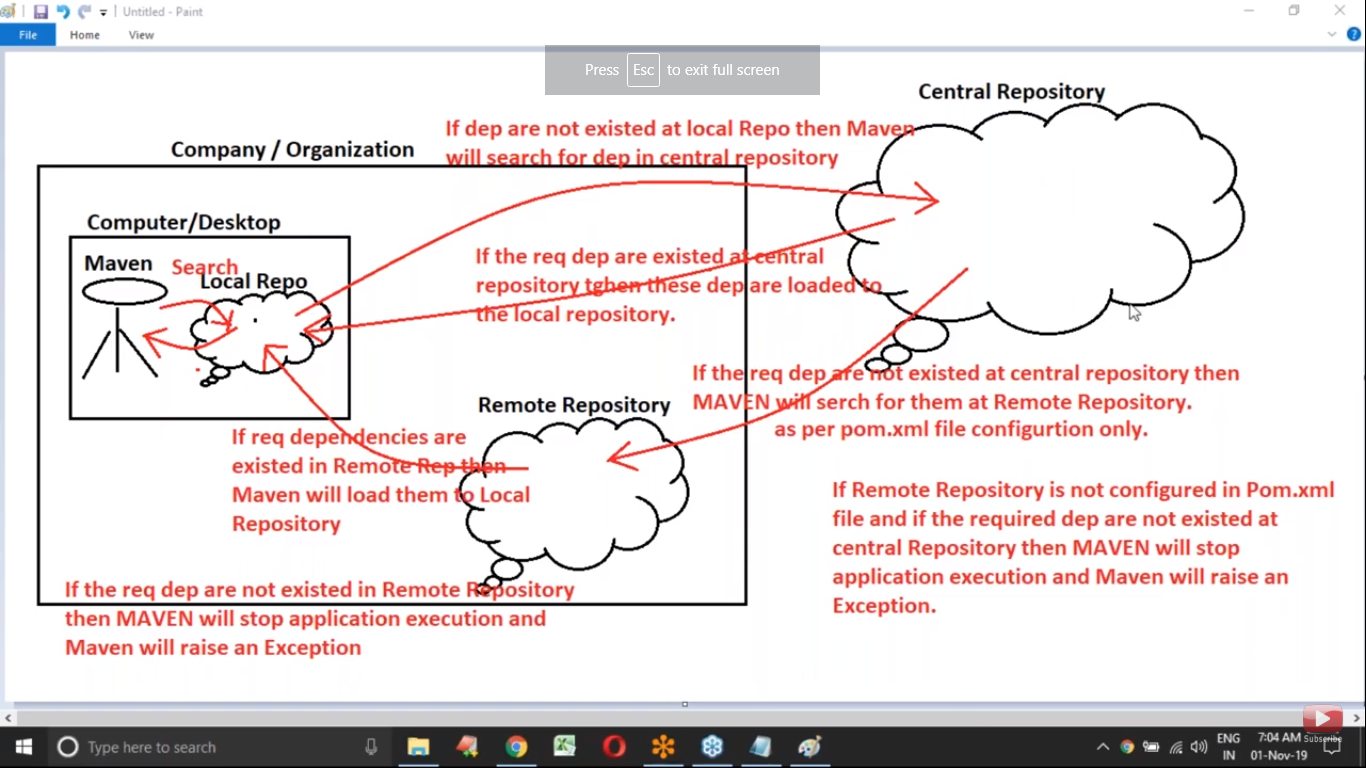 Untitled - Paint
File Home View
Press Esc to exit full screen
Central Repository
If dep are not existed at local Repo then Maven
will search for dep in central repository
Company / Organization
Computer/Desktop
Maven
Search
Local Repo
If the req dep are existed at central
repository tghen these dep are loaded to
the local repository.
If the req dep are not existed at central repository then
MAVEN will serch for them at Remote Repository.
as per pom.xml file configurtion only.
Remote Repository
If req dependencies are
existed in Remote Rep then
Maven will load them to Local
Repository
If Remote Repository is not configured in Pom.xml
file and if the required dep are not existed at
central Repository then MAVEN will stop
application execution and Maven will raise an
Exception.
If the req dep are not existed in Remote Repository
then MAVEN will stop application execution and
Maven will raise an Exception
Subscribe
Type here to search
ENG
IN
7:04 AM
01-Nov-19